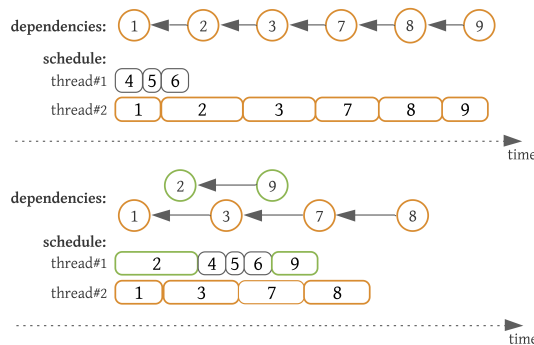 dependencies: 1 2 3 7 8 9
schedule:
thread#1 4 5 6
thread#2 1 2 3 7 8 9
time
2 9
dependencies: 1 3 7 8
schedule:
thread#1 2 4 5 6 9
thread#2 1 3 7 8
time